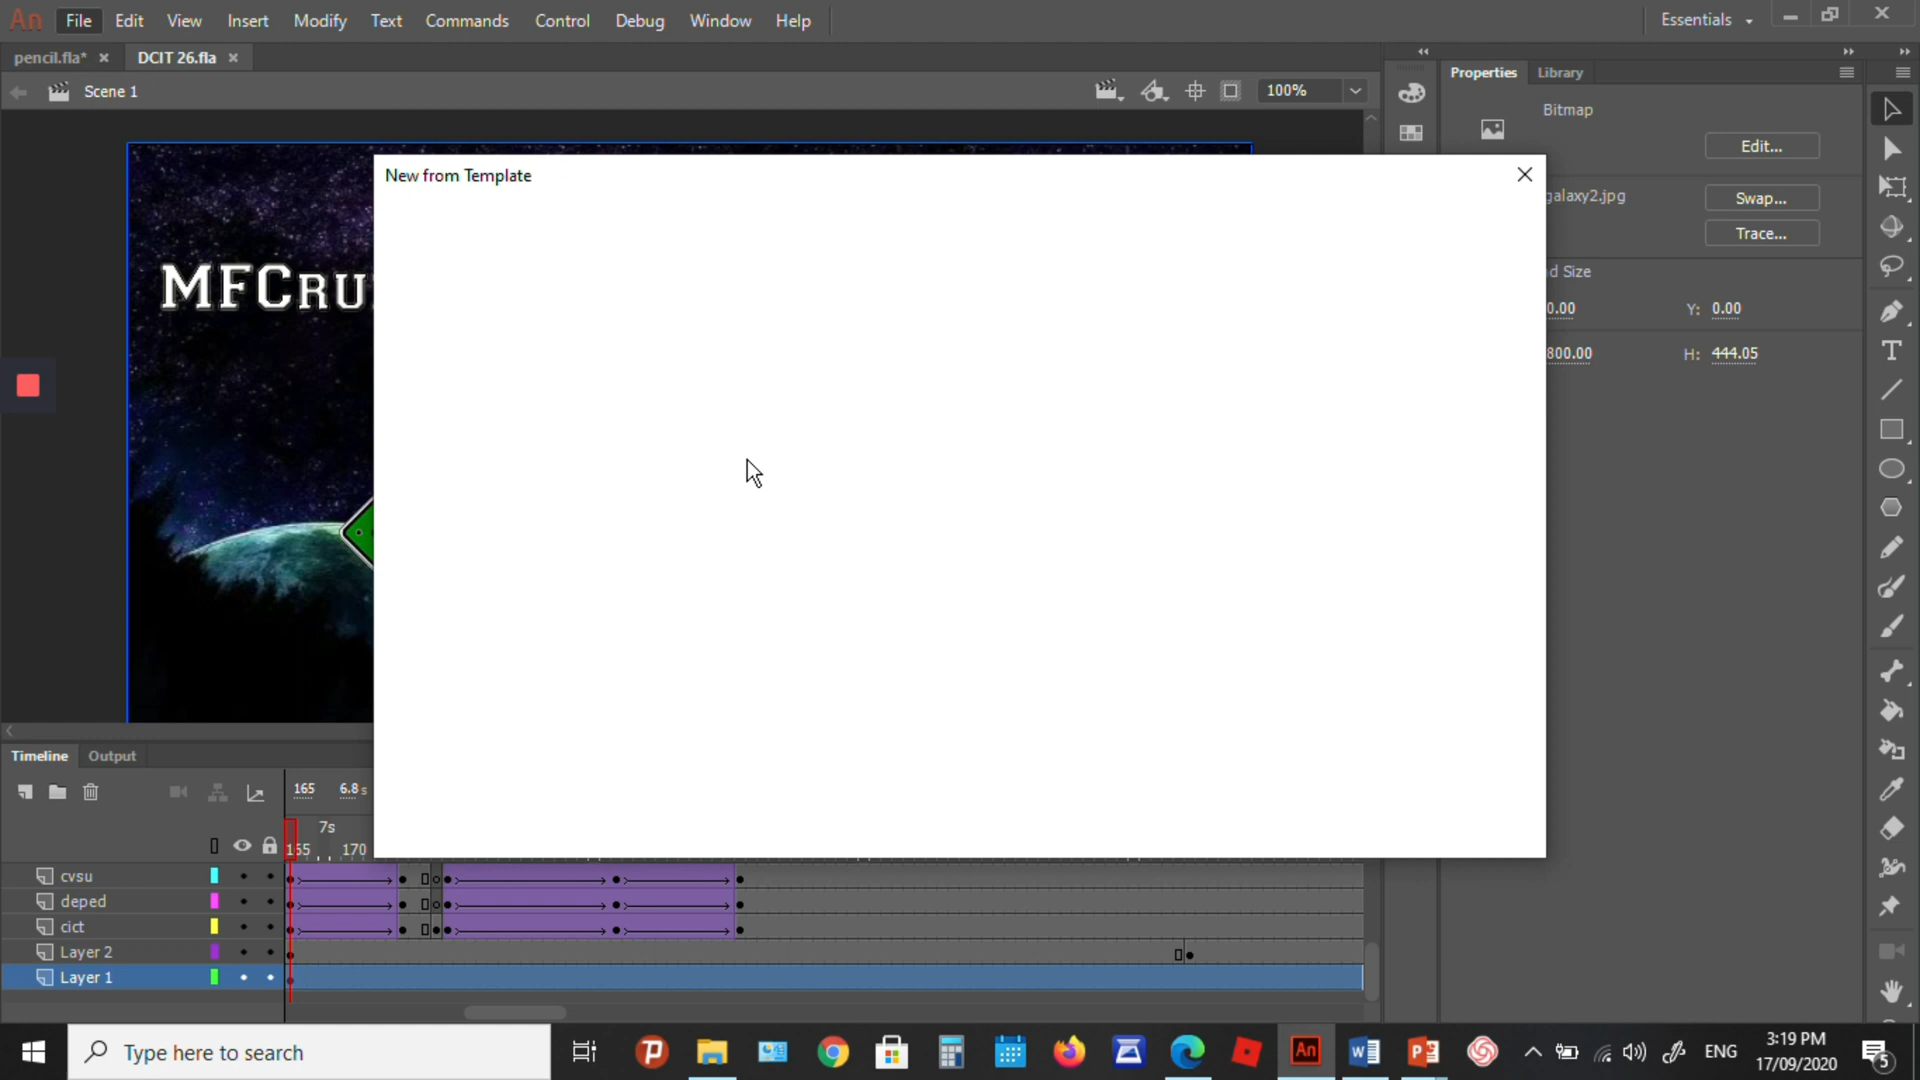 An File Edit View Insert Modify Text Commands Control Debug Window Help Essentials
pencil.fla* × DCIT 26.fla ×
Scene 1 100%
Properties Library
Bitmap
Edit...
galaxy2.jpg Swap...
Trace...
d Size
0.00 Y: 0.00
800.00 H: 444.05
New from Template
MFCRU
Timeline Output
165 6.8 s
7s
165 170
cvsu
deped
cict
Layer 2
Layer 1
Type here to search
An
ENG
3:19 PM
17/09/2020
5